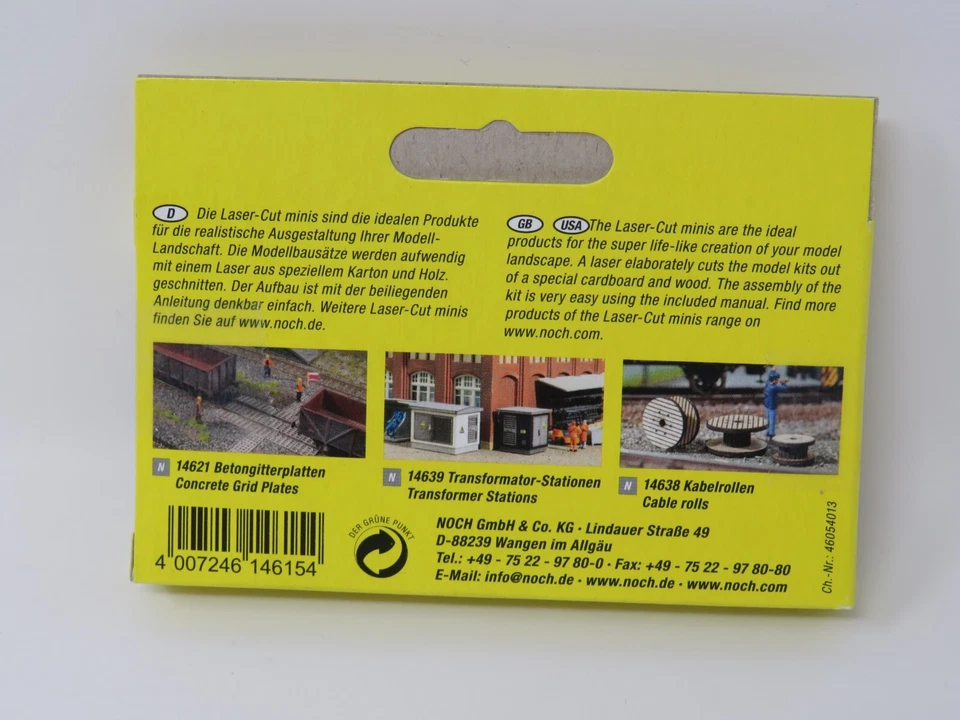 D Die Laser-Cut minis sind die idealen Produkte
für die realistische Ausgestaltung Ihrer Modell-
Landschaft. Die Modellbausätze werden aufwendig
mit einem Laser aus speziellem Karton und Holz.
geschnitten. Der Aufbau ist mit der beiliegenden
Anleitung denkbar einfach. Weitere Laser-Cut minis
finden Sie auf www.noch.de.
GB USA The Laser-Cut minis are the ideal
products for the super life-like creation of your model
landscape. A laser elaborately cuts the model kits out
of a special cardboard and wood. The assembly of the
kit is very easy using the included manual. Find more
products of the Laser-Cut minis range on
www.noch.com.
N 14621 Betongitterplatten
Concrete Grid Plates
N 14639 Transformator-Stationen
Transformer Stations
N 14638 Kabelrollen
Cable rolls
4 007246 146154
DER GRÜNE PUNKT
NOCH GmbH & Co. KG · Lindauer Straße 49
D-88239 Wangen im Allgäu
Tel.: +49 - 75 22 - 97 80-0 · Fax: +49 - 75 22 - 97 80-80
E-Mail: info@noch.de · www.noch.de · www.noch.com
Ch.-Nr.: 46054013